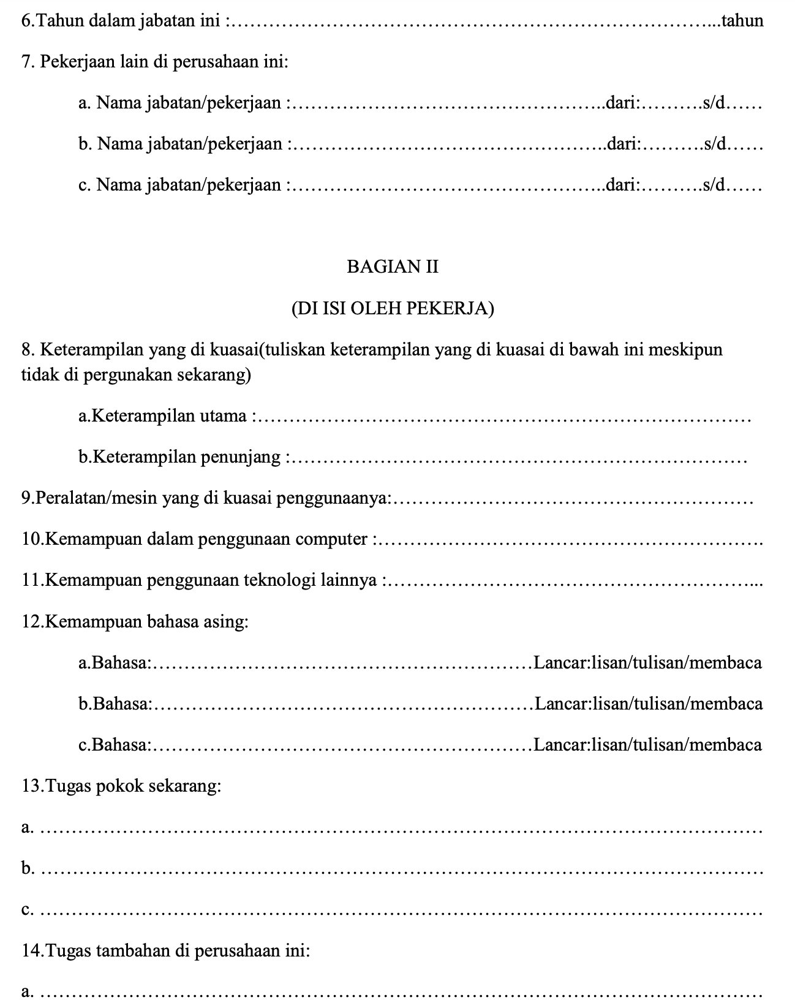 6.Tahun dalam jabatan ini :…………………………………………………………………...tahun
7. Pekerjaan lain di perusahaan ini:
a. Nama jabatan/pekerjaan :…………………………………………..dari:……….s/d……
b. Nama jabatan/pekerjaan :…………………………………………..dari:……….s/d……
c. Nama jabatan/pekerjaan :…………………………………………..dari:……….s/d……
BAGIAN II
(DI ISI OLEH PEKERJA)
8. Keterampilan yang di kuasai(tuliskan keterampilan yang di kuasai di bawah ini meskipun
tidak di pergunakan sekarang)
a.Keterampilan utama :……………………………………………………………………
b.Keterampilan penunjang :………………………………………………………………
9.Peralatan/mesin yang di kuasai penggunaanya:…………………………………………………
10.Kemampuan dalam penggunaan computer :…………………………………………………….
11.Kemampuan penggunaan teknologi lainnya :…………………………………………………...
12.Kemampuan bahasa asing:
a.Bahasa:……………………………………………………Lancar:lisan/tulisan/membaca
b.Bahasa:……………………………………………………Lancar:lisan/tulisan/membaca
c.Bahasa:……………………………………………………Lancar:lisan/tulisan/membaca
13.Tugas pokok sekarang:
a. ……………………………………………………………………………………………………
b. ……………………………………………………………………………………………………
c. ……………………………………………………………………………………………………
14.Tugas tambahan di perusahaan ini:
a. ……………………………………………………………………………………………………